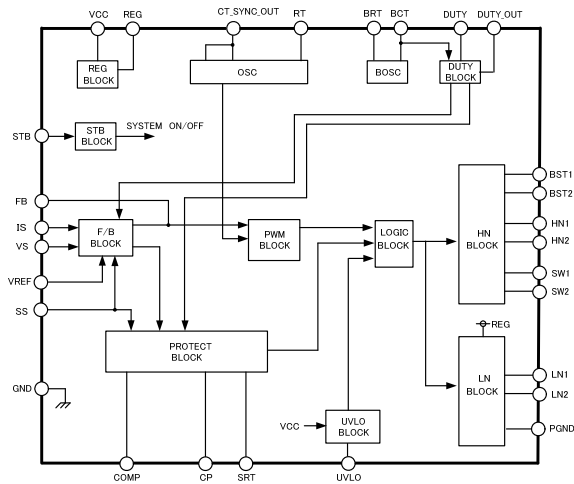 VCC REG CT_SYNC_OUT RT BRT BCT DUTY DUTY_OUT
REG
BLOCK
OSC
BOSC
DUTY
BLOCK
STB
STB
BLOCK
SYSTEM ON/OFF
FB
IS
VS
VREF
SS
GND
F/B
BLOCK
PWM
BLOCK
LOGIC
BLOCK
HN
BLOCK
BST1
BST2
HN1
HN2
SW1
SW2
PROTECT
BLOCK
REG
LN
BLOCK
LN1
LN2
PGND
VCC
UVLO
BLOCK
COMP CP SRT UVLO